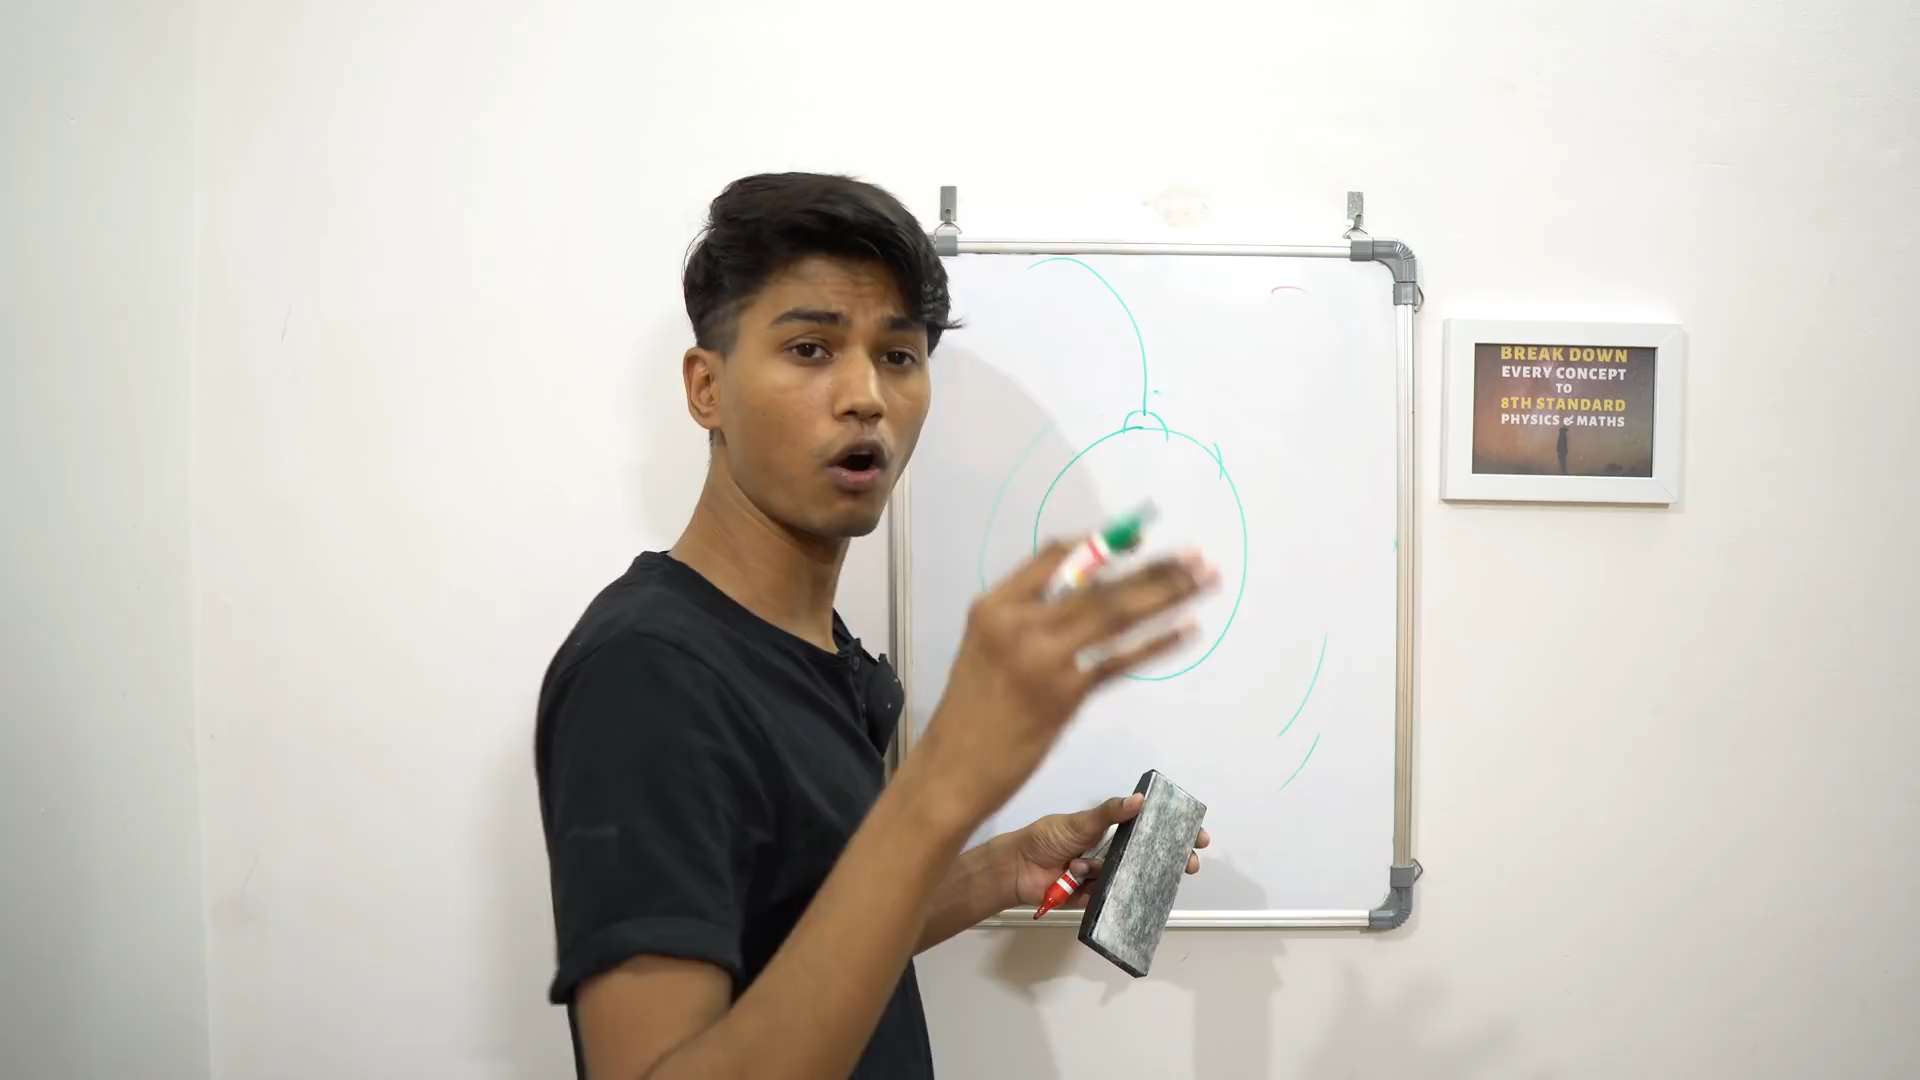 BREAK DOWN
EVERY CONCEPT
TO
8TH STANDARD
PHYSICS & MATHS